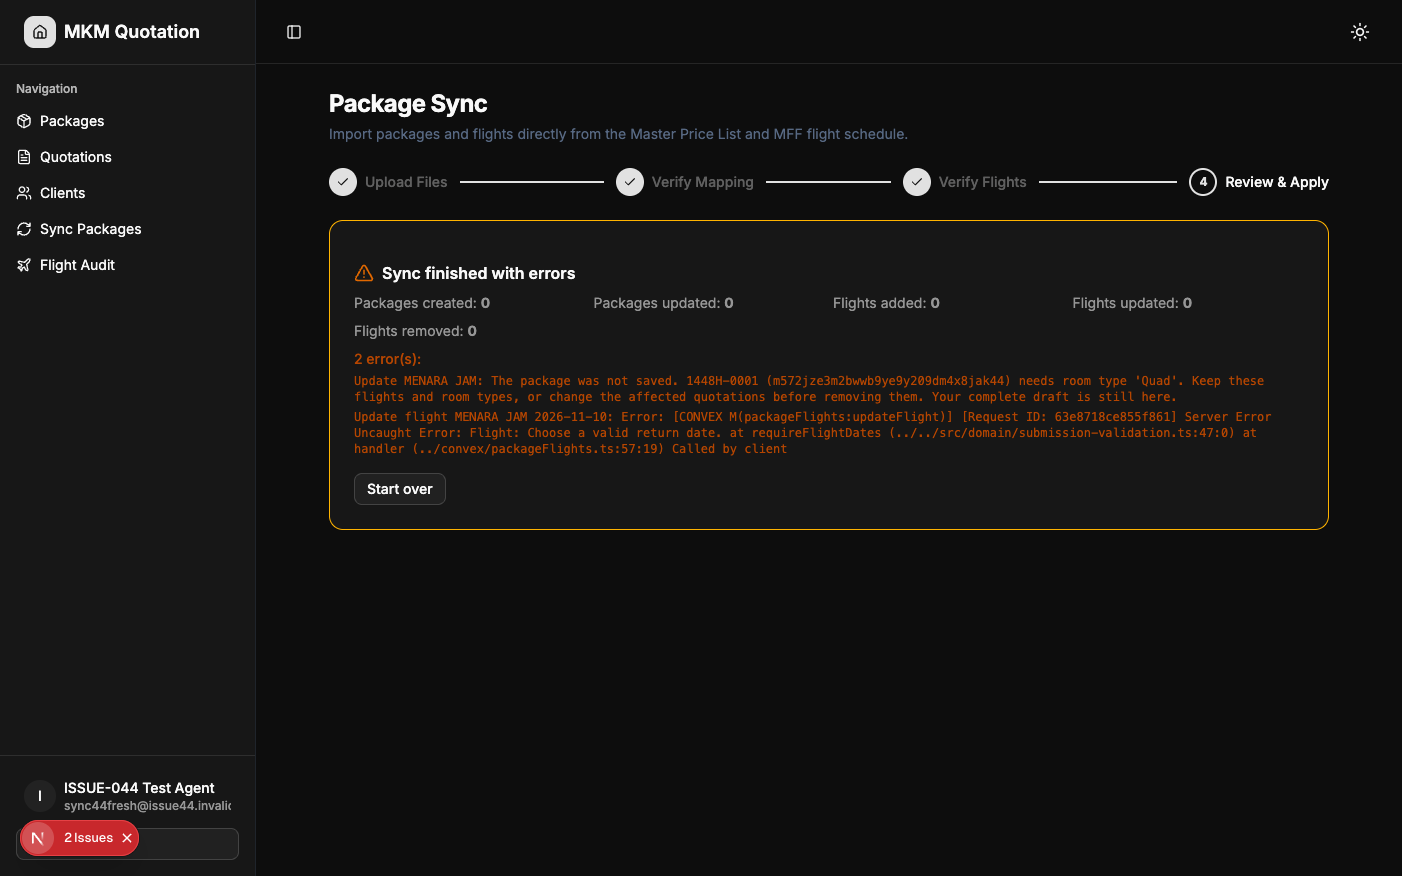 MKM Quotation
Navigation
Packages
Quotations
Clients
Sync Packages
Flight Audit
Package Sync
Import packages and flights directly from the Master Price List and MFF flight schedule.
Upload Files
Verify Mapping
Verify Flights
4 Review & Apply
Sync finished with errors
Packages created: 0
Packages updated: 0
Flights added: 0
Flights updated: 0
Flights removed: 0
2 error(s):
Update MENARA JAM: The package was not saved. 1448H-0001 (m572jze3m2bwwb9ye9y209dm4x8jak44) needs room type 'Quad'. Keep these
flights and room types, or change the affected quotations before removing them. Your complete draft is still here.
Update flight MENARA JAM 2026-11-10: Error: [CONVEX M(packageFlights:updateFlight)] [Request ID: 63e8718ce855f861] Server Error
Uncaught Error: Flight: Choose a valid return date. at requireFlightDates (../../src/domain/submission-validation.ts:47:0) at
handler (../convex/packageFlights.ts:57:19) Called by client
Start over
I
ISSUE-044 Test Agent
sync44fresh@issue44.invalid
N
2 Issues